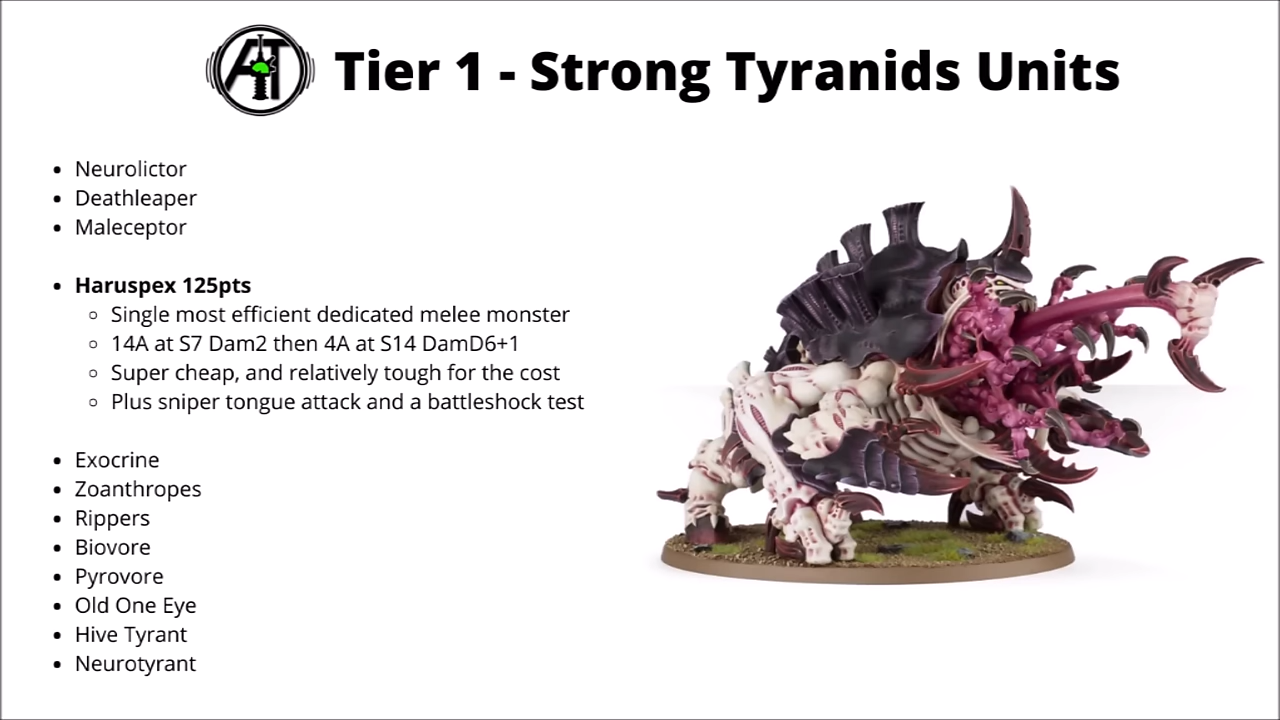 AT
Tier 1 - Strong Tyranids Units
• Neurolictor
• Deathleaper
• Maleceptor
• Haruspex 125pts
◦ Single most efficient dedicated melee monster
◦ 14A at S7 Dam2 then 4A at S14 DamD6+1
◦ Super cheap, and relatively tough for the cost
◦ Plus sniper tongue attack and a battleshock test
• Exocrine
• Zoanthropes
• Rippers
• Biovore
• Pyrovore
• Old One Eye
• Hive Tyrant
• Neurotyrant